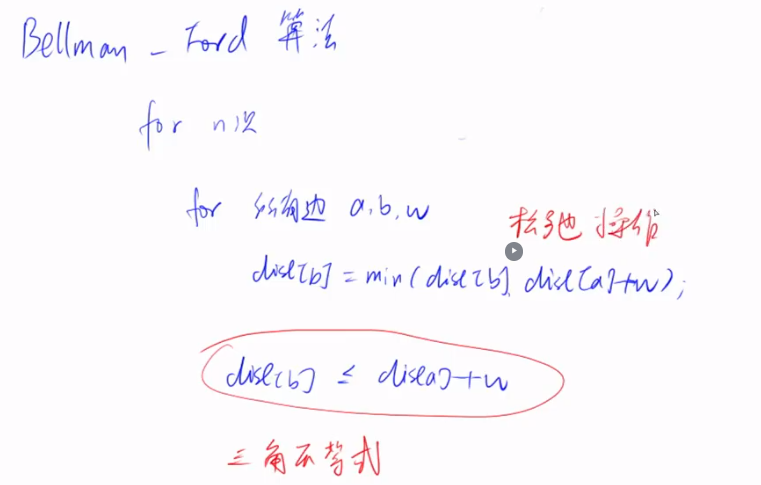 Bellman - Ford 算法
for n次
for 所有边 a,b,w
松弛操作
dist[b] = min(dist[b], dist[a]+w);
dist[b] ≤ dist[a]+w
三角不等式